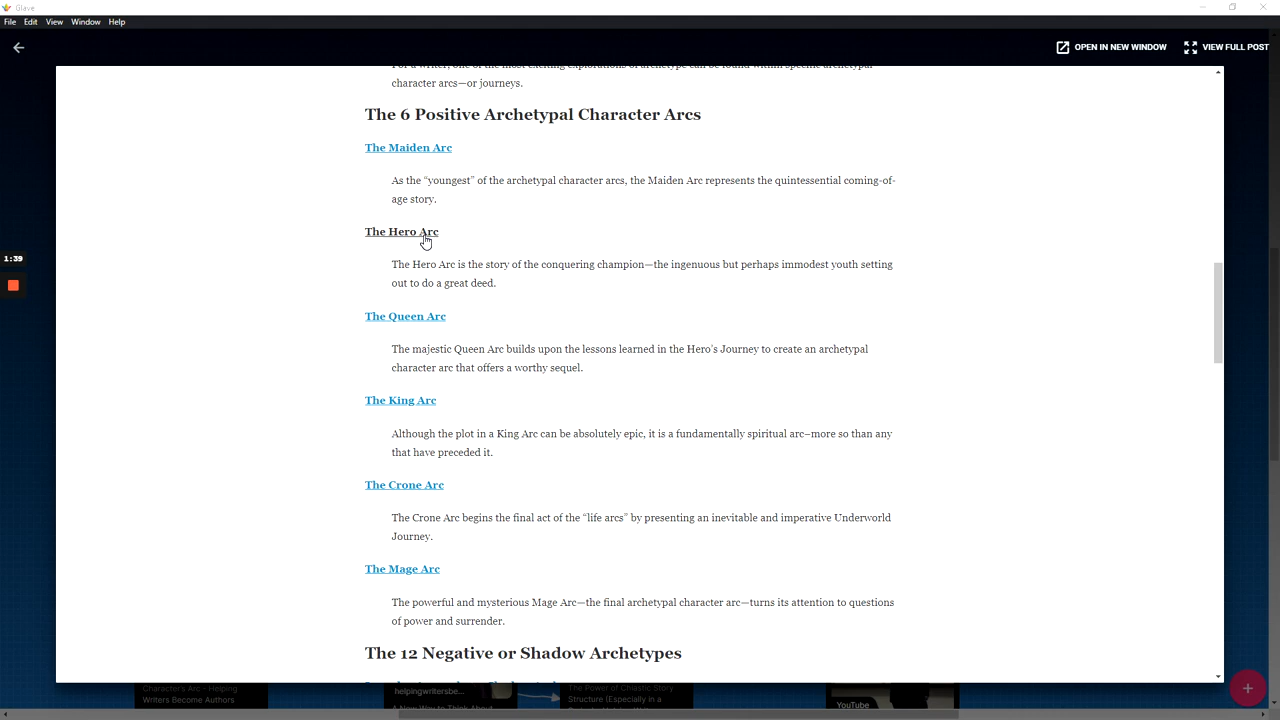 Glave
File Edit View Window Help
OPEN IN NEW WINDOW VIEW FULL POST
character arcs—or journeys.
The 6 Positive Archetypal Character Arcs
The Maiden Arc
As the “youngest” of the archetypal character arcs, the Maiden Arc represents the quintessential coming-of-
age story.
The Hero Arc
1:39
The Hero Arc is the story of the conquering champion—the ingenuous but perhaps immodest youth setting
out to do a great deed.
The Queen Arc
The majestic Queen Arc builds upon the lessons learned in the Hero’s Journey to create an archetypal
character arc that offers a worthy sequel.
The King Arc
Although the plot in a King Arc can be absolutely epic, it is a fundamentally spiritual arc–more so than any
that have preceded it.
The Crone Arc
The Crone Arc begins the final act of the “life arcs” by presenting an inevitable and imperative Underworld
Journey.
The Mage Arc
The powerful and mysterious Mage Arc—the final archetypal character arc—turns its attention to questions
of power and surrender.
The 12 Negative or Shadow Archetypes
Character's Arc - Helping
Writers Become Authors
helpingwritersbe...
The Power of Chiastic Story
Structure (Especially in a
YouTube
A New Way to Think About